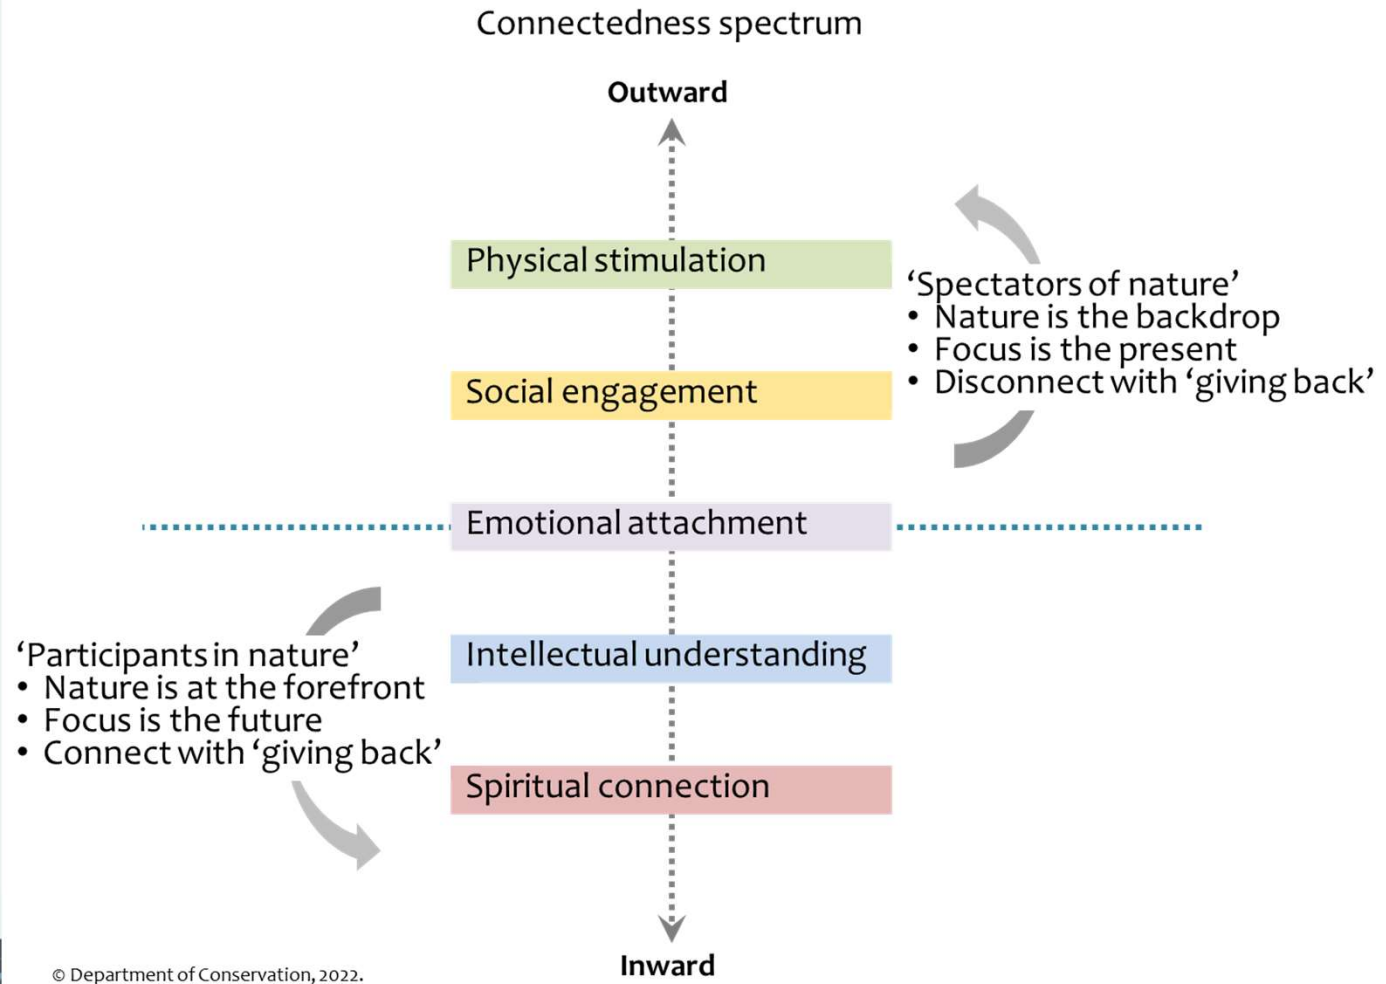 Connectedness spectrum
Outward
Physical stimulation
‘Spectators of nature’
• Nature is the backdrop
• Focus is the present
• Disconnect with ‘giving back’
Social engagement
Emotional attachment
Intellectual understanding
‘Participants in nature’
• Nature is at the forefront
• Focus is the future
• Connect with ‘giving back’
Spiritual connection
Inward
© Department of Conservation, 2022.